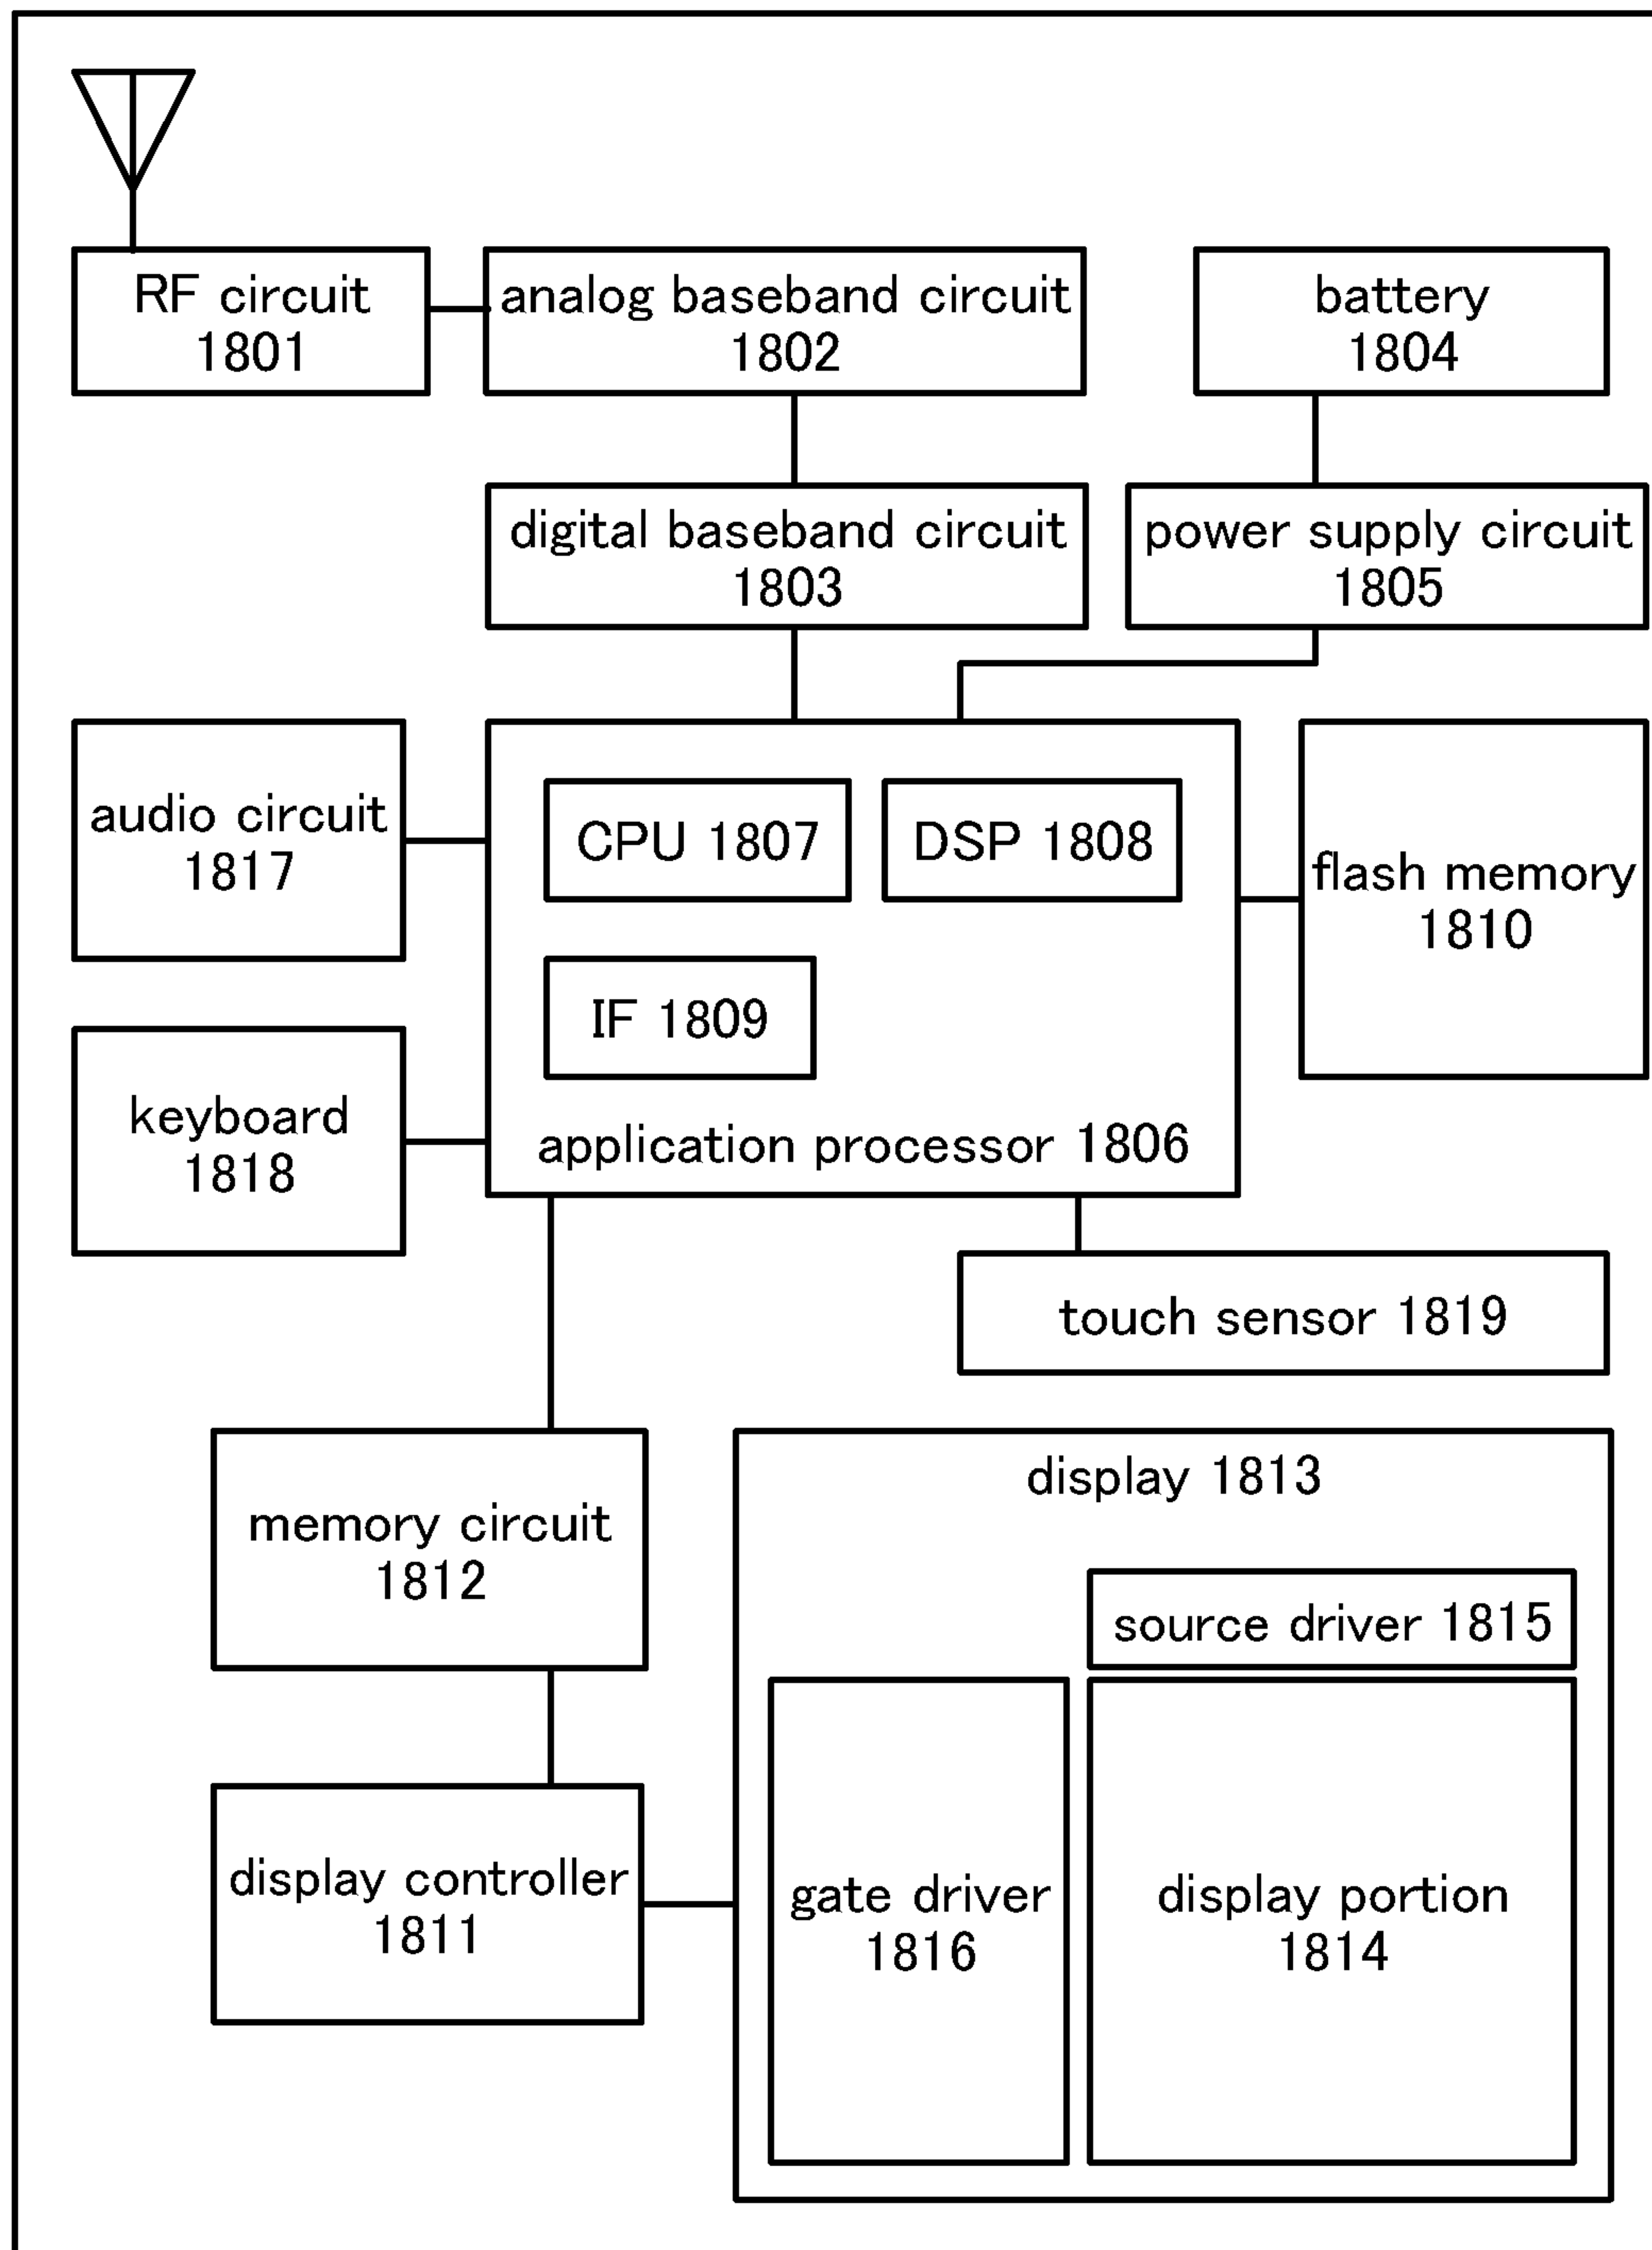 RF circuit
1801
analog baseband circuit
1802
battery
1804
digital baseband circuit
1803
power supply circuit
1805
audio circuit
1817
CPU 1807
DSP 1808
flash memory
1810
IF 1809
keyboard
1818
application processor 1806
touch sensor 1819
memory circuit
1812
display 1813
source driver 1815
display controller
1811
gate driver
1816
display portion
1814